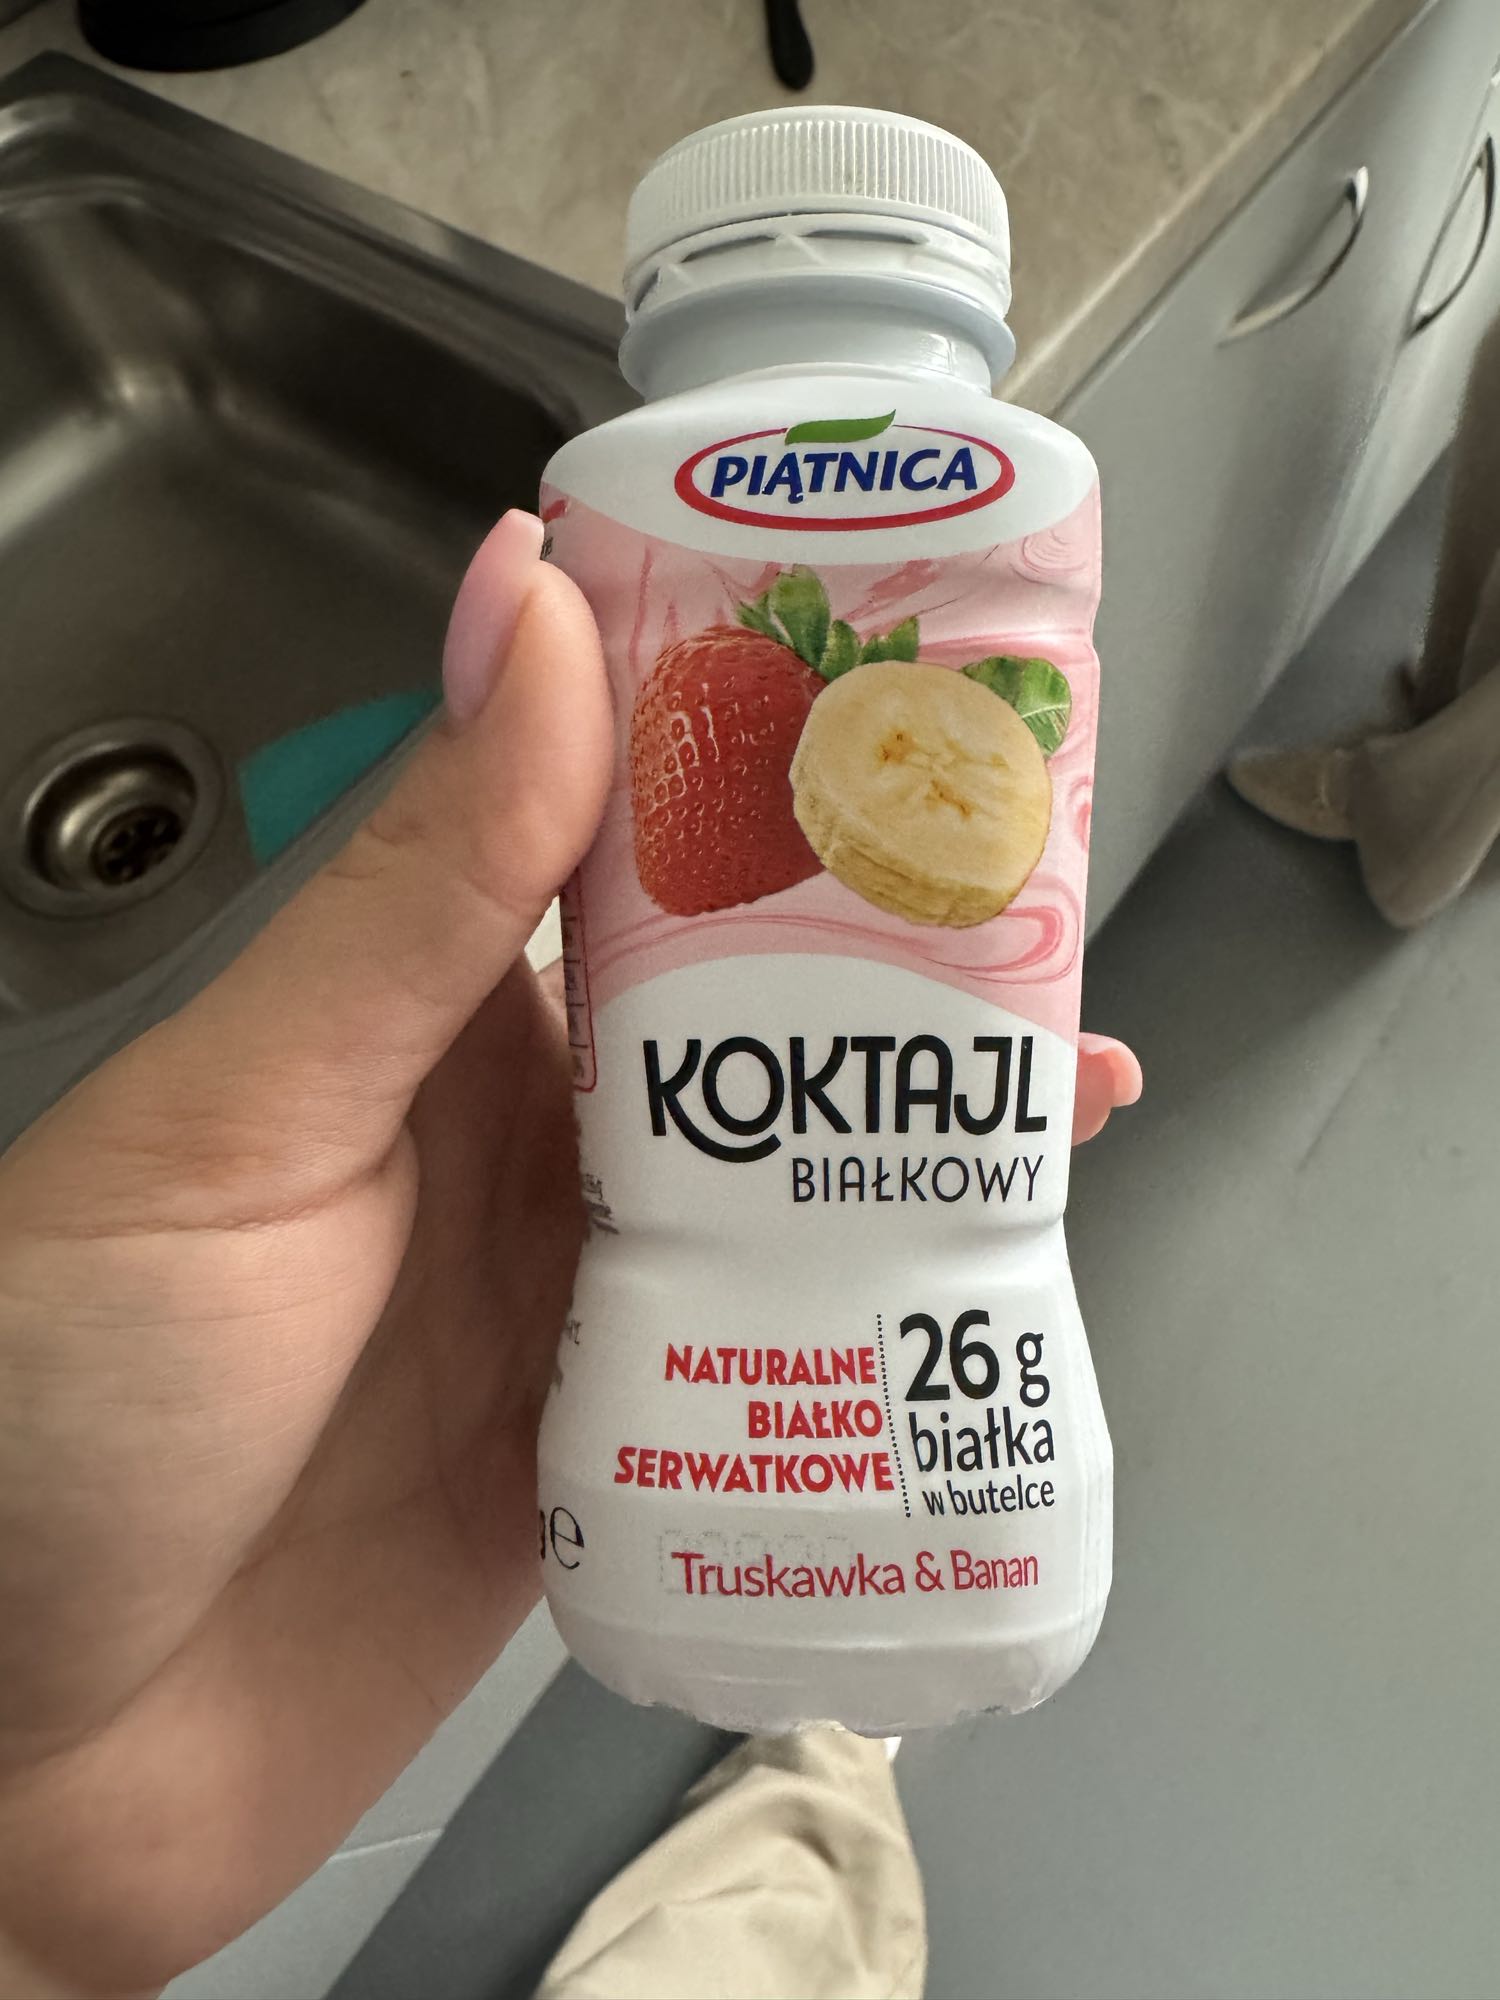 PIĄTNICA
KOKTAJL
BIAŁKOWY
NATURALNE
BIAŁKO
SERWATKOWE
26 g
białka
w butelce
Truskawka & Banan